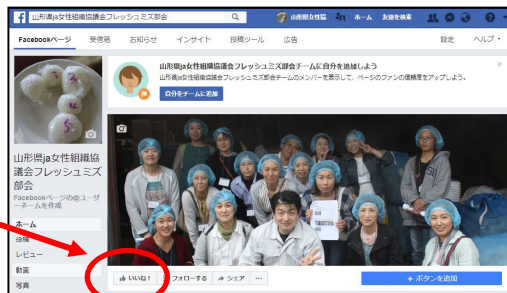 山形県ja女性組織協議会フレッシュミズ部会
山形県女性協 ホーム 友達を検索
Facebookページ 受信箱 お知らせ インサイト 投稿ツール 広告 設定 ヘルプ
山形県ja女性組織協議会フレッシュミズ部会チームに自分を追加しよう
山形県ja女性組織協議会フレッシュミズ部会チームのメンバーを表示して、ページのファンの信頼度をアップしよう。
自分をチームに追加
山形県ja女性組織協
議会フレッシュミズ
部会
Facebookページの@ユーザ
ーネームを作成
ホーム
投稿
レビュー
動画
写真
いいね！ フォローする シェア ...
+ ボタンを追加